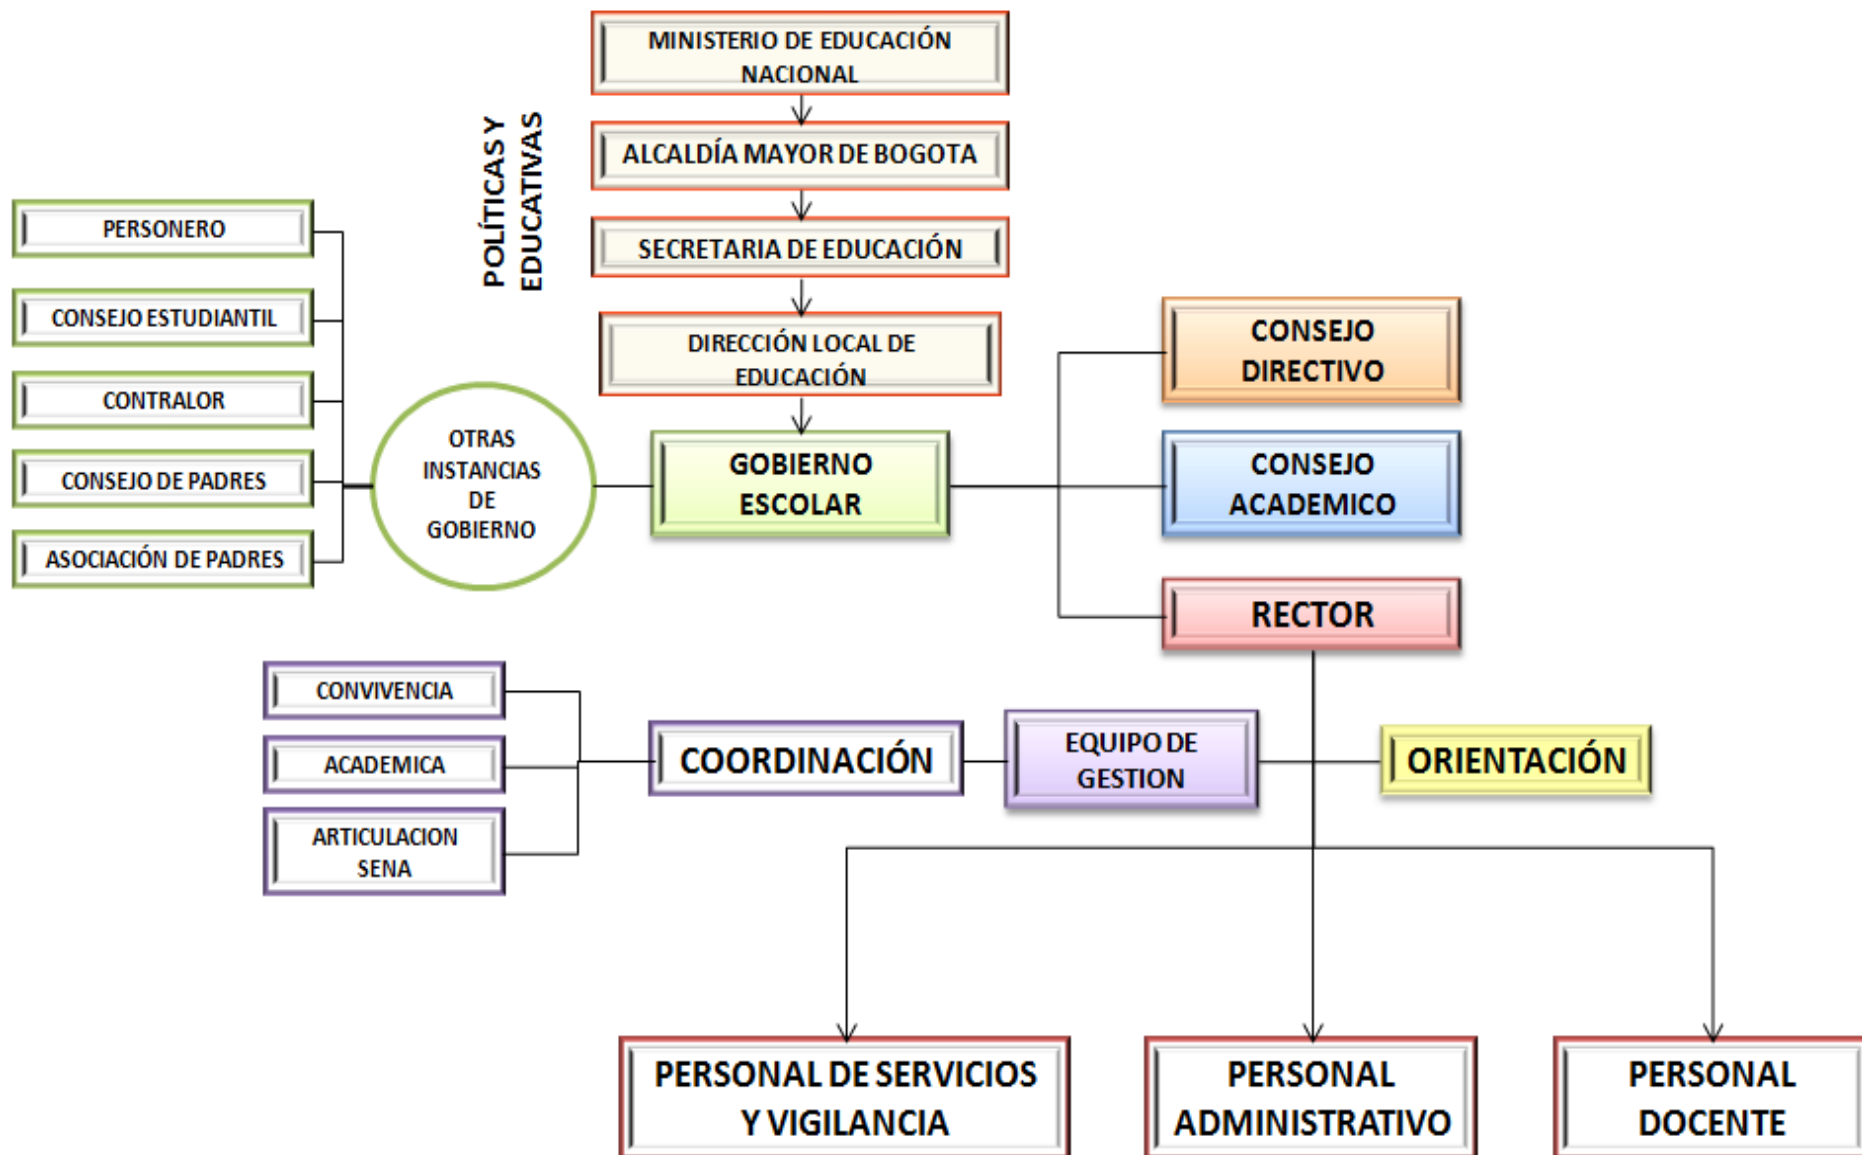 MINISTERIO DE EDUCACIÓN
NACIONAL
ALCALDÍA MAYOR DE BOGOTA
SECRETARIA DE EDUCACIÓN
DIRECCIÓN LOCAL DE
EDUCACIÓN
POLÍTICAS Y
EDUCATIVAS
PERSONERO
CONSEJO ESTUDIANTIL
CONTRALOR
CONSEJO DE PADRES
ASOCIACIÓN DE PADRES
OTRAS
INSTANCIAS
DE
GOBIERNO
GOBIERNO
ESCOLAR
CONSEJO
DIRECTIVO
CONSEJO
ACADEMICO
RECTOR
CONVIVENCIA
ACADEMICA
ARTICULACION
SENA
COORDINACIÓN
EQUIPO DE
GESTION
ORIENTACIÓN
PERSONAL DE SERVICIOS
Y VIGILANCIA
PERSONAL
ADMINISTRATIVO
PERSONAL
DOCENTE